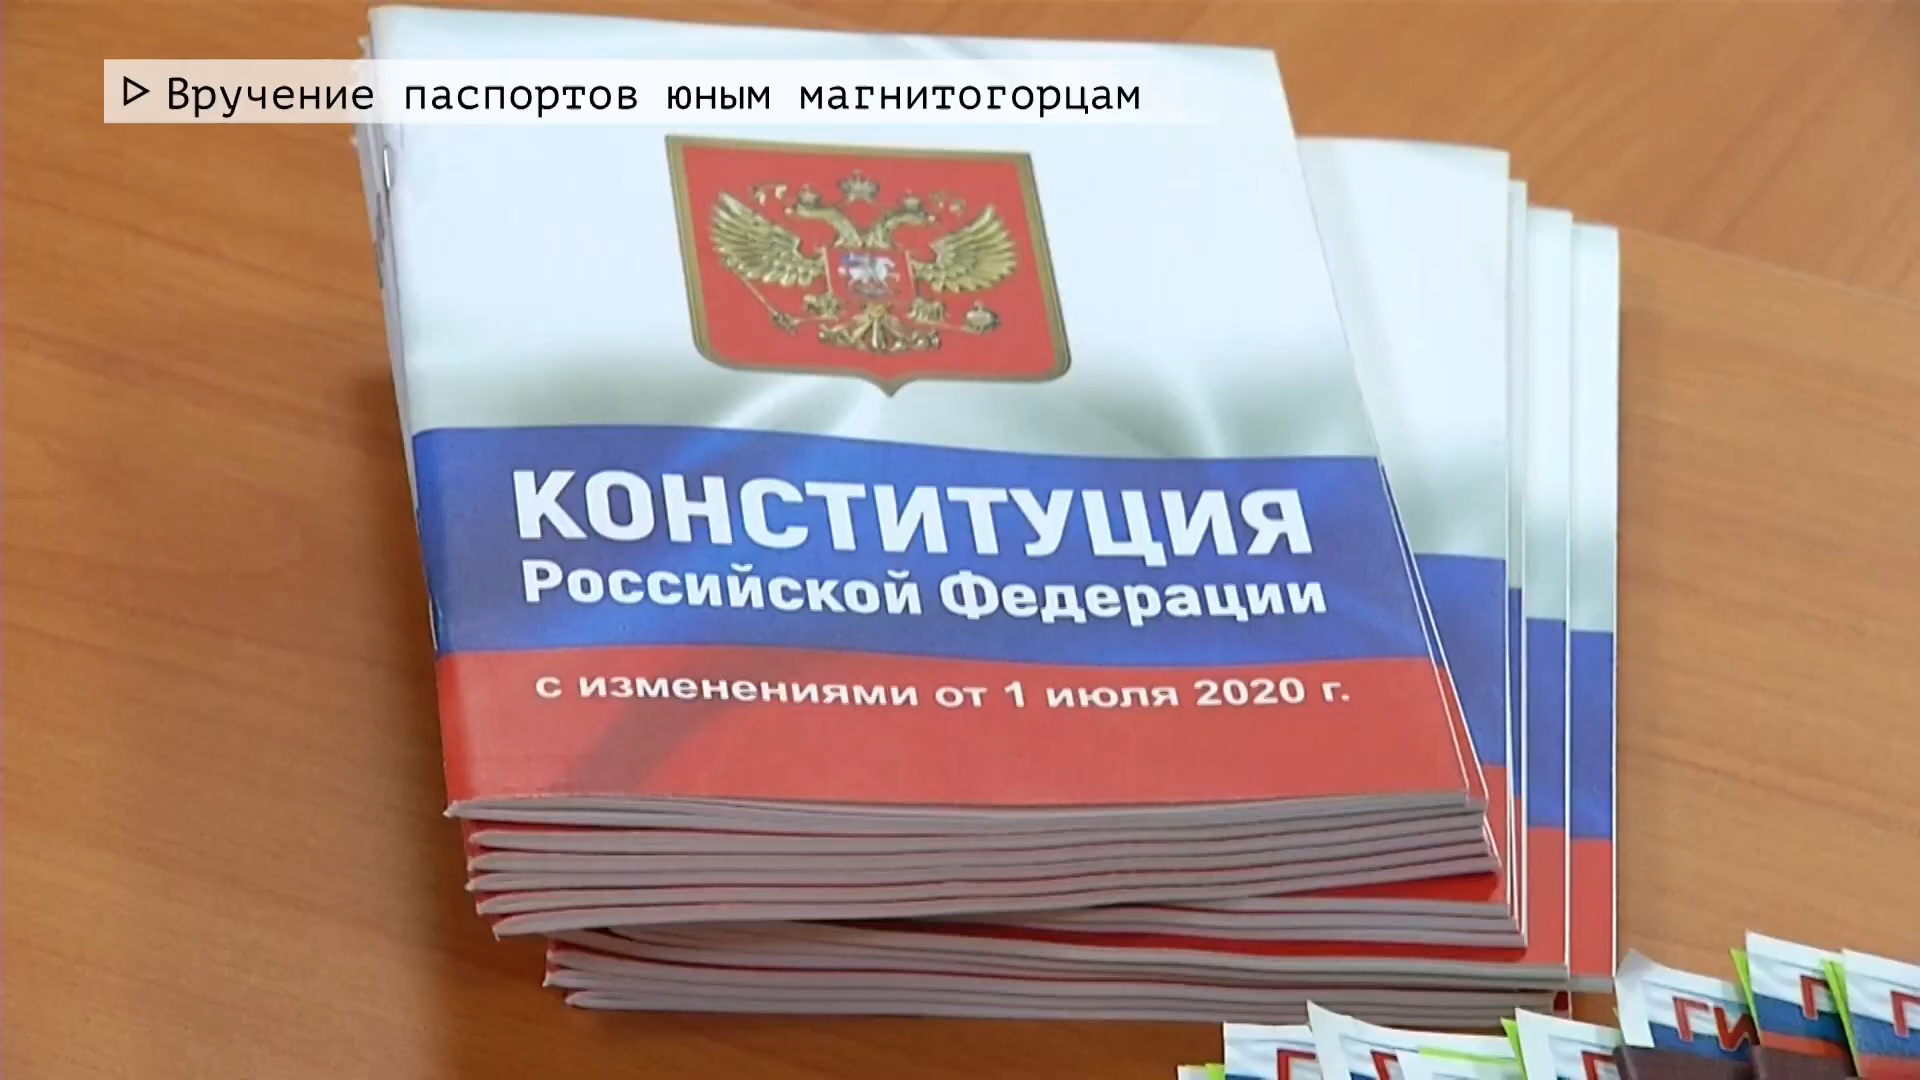 Вручение паспортов юным магнитогорцам
КОНСТИТУЦИЯ
Российской Федерации
с изменениями от 1 июля 2020 г.